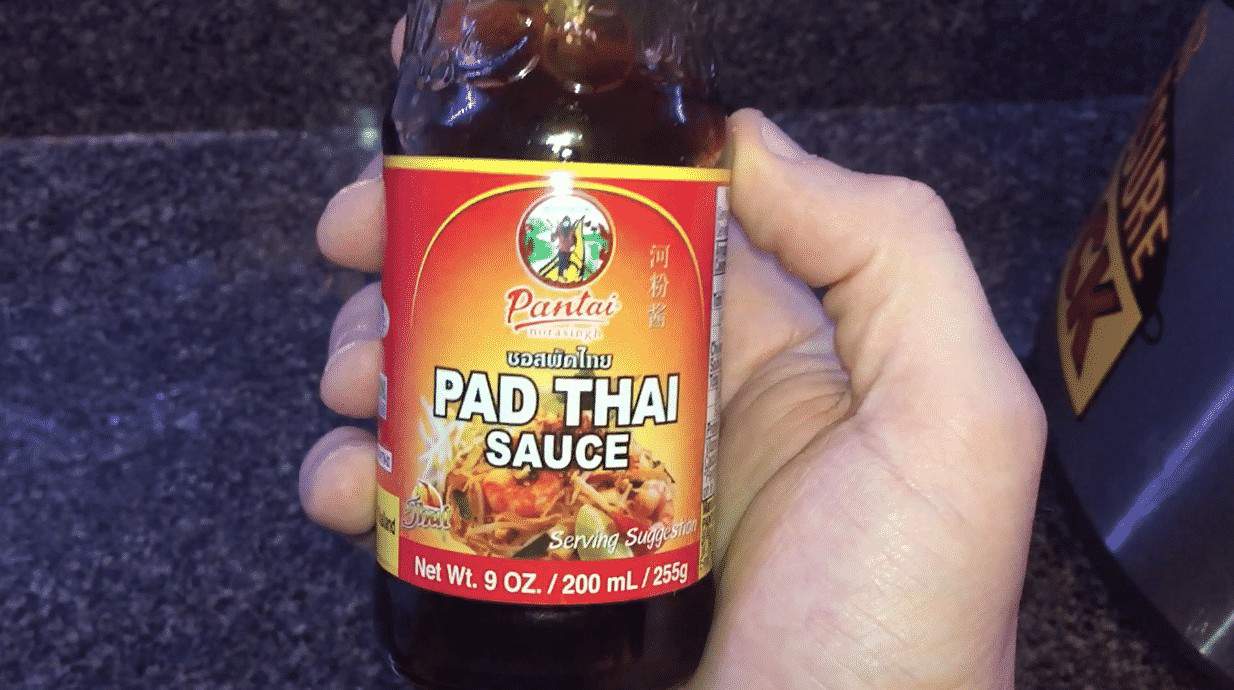 Pantai
norasingh
河粉酱
ซอสผัดไทย
PAD THAI
SAUCE
Thai
Serving Suggestion
Net Wt. 9 OZ. / 200 mL / 255g